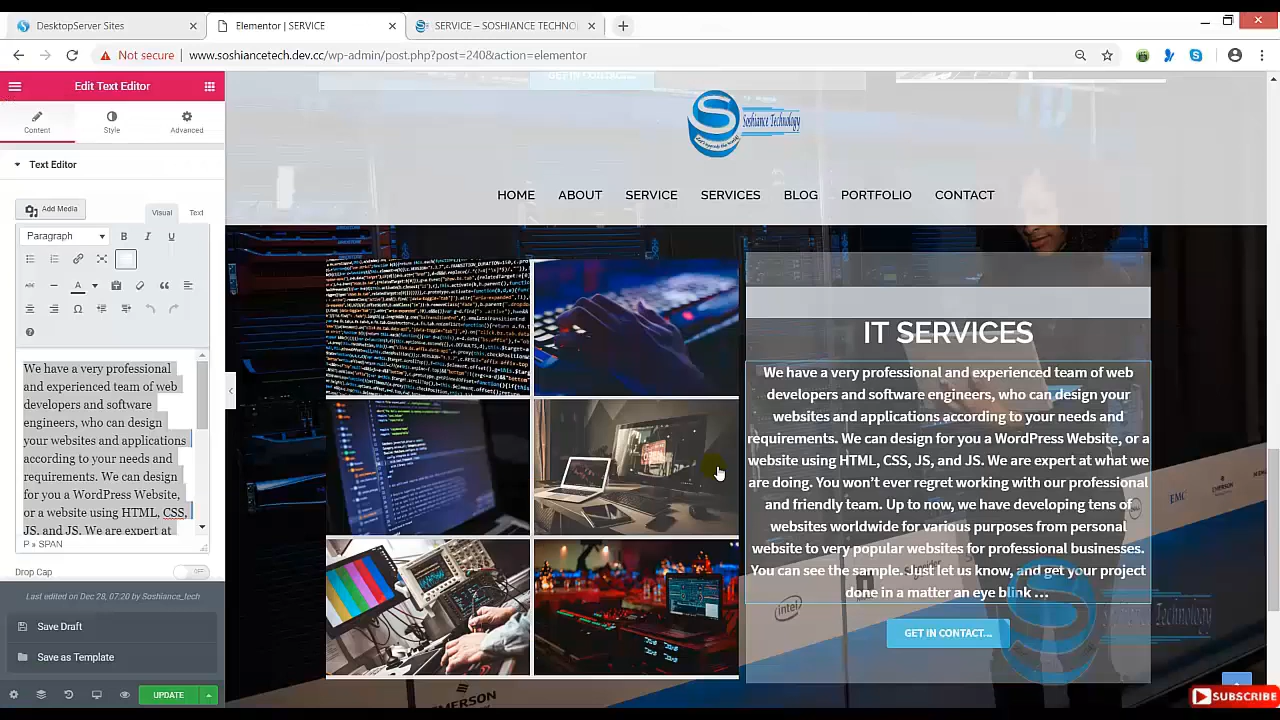 DesktopServer Sites
Elementor | SERVICE
SERVICE – SOSHIANCE TECHNO
Not secure
www.soshiancetech.dev.cc/wp-admin/post.php?post=2408&action=elementor
Edit Text Editor
Content
Style
Advanced
Text Editor
Add Media
Visual
Text
Paragraph
B
I
U
ABC
A
We have a very professional
and experienced team of web
developers and software
engineers, who can design
your websites and applications
according to your needs and
requirements. We can design
for you a WordPress Website,
or a website using HTML, CSS,
JS, and JS. We are expert at
P » SPAN
Drop Cap
OFF
Last edited on Dec 28, 07:20 by Soshiance_tech
Save Draft
Save as Template
UPDATE
GET IN CONTACT...
Soshiance Technology
HOME
ABOUT
SERVICE
SERVICES
BLOG
PORTFOLIO
CONTACT
IT SERVICES
We have a very professional and experienced team of web
developers and software engineers, who can design your
websites and applications according to your needs and
requirements. We can design for you a WordPress Website, or a
website using HTML, CSS, JS, and JS. We are expert at what we
are doing. You won't ever regret working with our professional
and friendly team. Up to now, we have developing tens of
websites worldwide for various purposes from personal
website to very popular websites for professional businesses.
You can see the sample. Just let us know, and get your project
done in a matter an eye blink …
GET IN CONTACT...
EMC
EMERSON
intel
EMERSON
Soshiance Technology
SUBSCRIBE